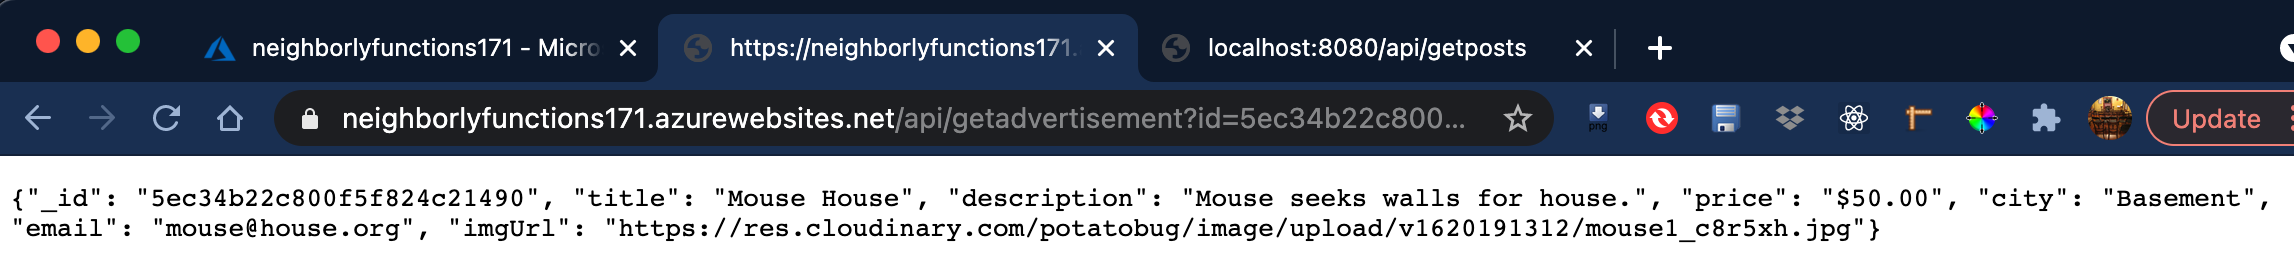 neighborlyfunctions171 - Micro
https://neighborlyfunctions171.
localhost:8080/api/getposts
neighborlyfunctions171.azurewebsites.net/api/getadvertisement?id=5ec34b22c800...
png
Update
{"_id": "5ec34b22c800f5f824c21490", "title": "Mouse House", "description": "Mouse seeks walls for house.", "price": "$50.00", "city": "Basement",
"email": "mouse@house.org", "imgUrl": "https://res.cloudinary.com/potatobug/image/upload/v1620191312/mouse1_c8r5xh.jpg"}